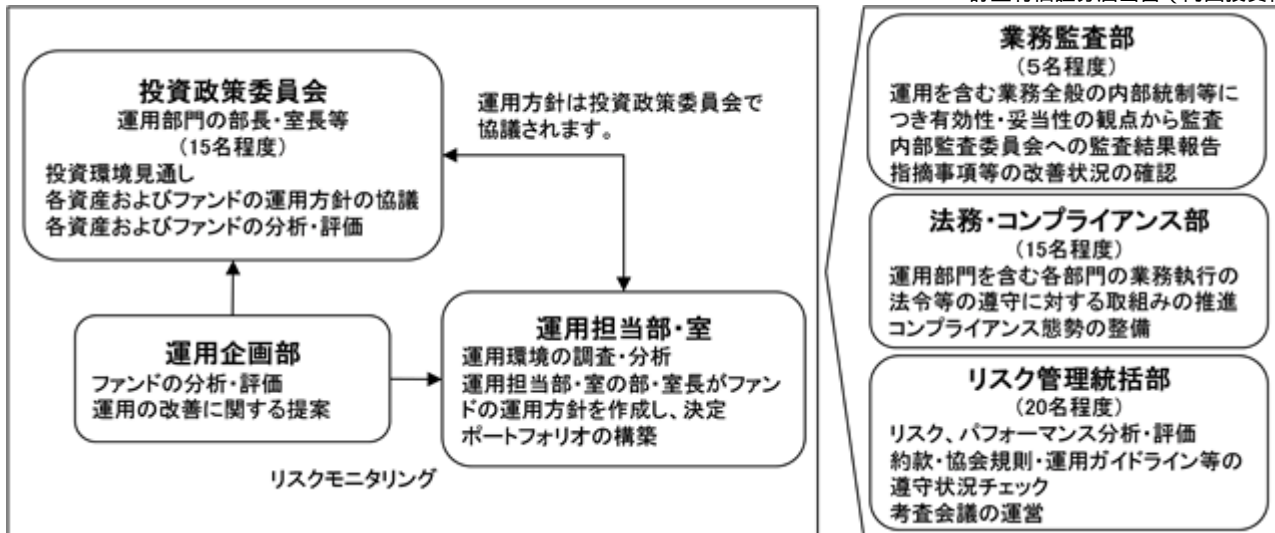 投資政策委員会
運用部門の部長・室長等
(15名程度)
投資環境見通し
各資産およびファンドの運用方針の協議
各資産およびファンドの分析・評価
運用方針は投資政策委員会で
協議されます。
運用企画部
ファンドの分析・評価
運用の改善に関する提案
運用担当部・室
運用環境の調査・分析
運用担当部・室の部・室長がファン
ドの運用方針を作成し、決定
ポートフォリオの構築
リスクモニタリング
業務監査部
(5名程度)
運用を含む業務全般の内部統制等に
つき有効性・妥当性の観点から監査
内部監査委員会への監査結果報告
指摘事項等の改善状況の確認
法務・コンプライアンス部
(15名程度)
運用部門を含む各部門の業務執行の
法令等の遵守に対する取組みの推進
コンプライアンス態勢の整備
リスク管理統括部
(20名程度)
リスク、パフォーマンス分析・評価
約款・協会規則・運用ガイドライン等の
遵守状況チェック
考査会議の運営